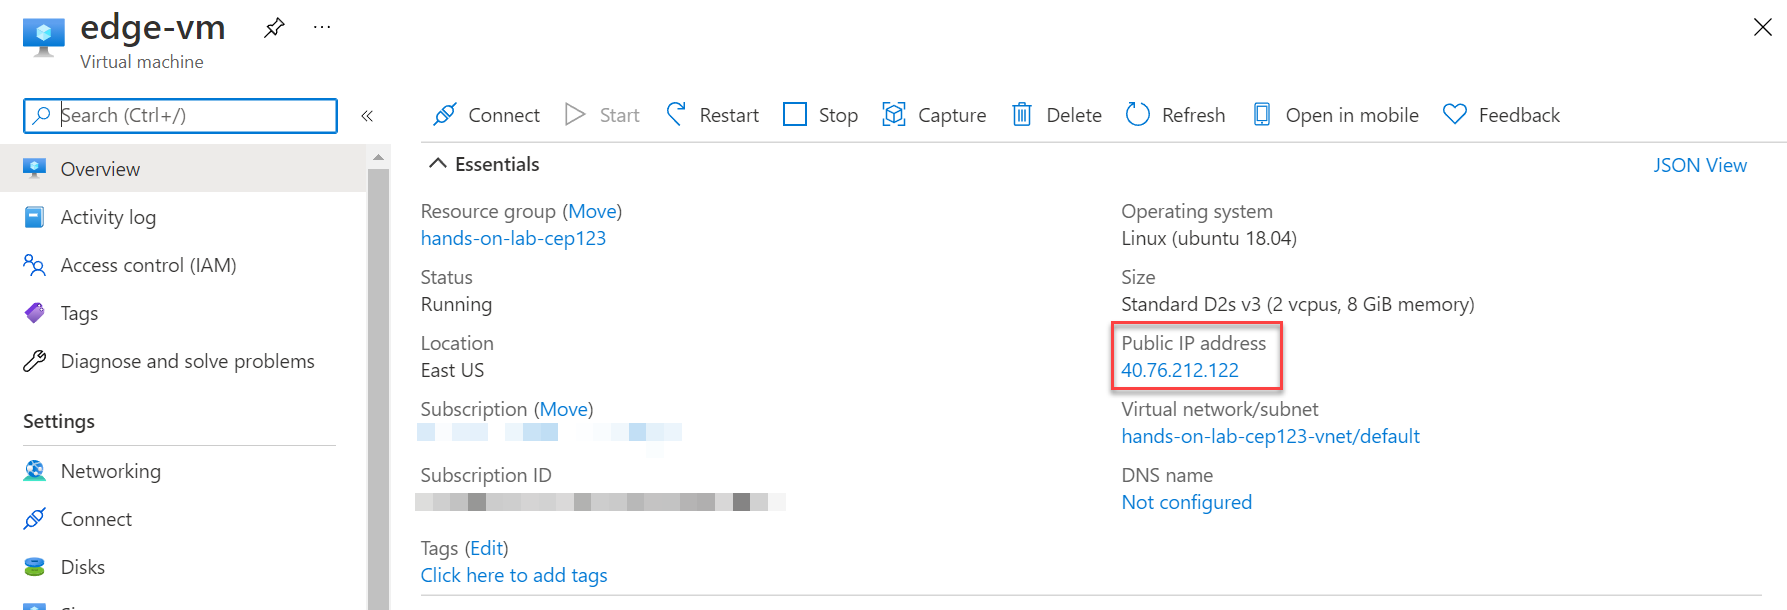 edge-vm
Virtual machine
Search (Ctrl+/)
«
Overview
Activity log
Access control (IAM)
Tags
Diagnose and solve problems
Settings
Networking
Connect
Disks
Connect Start Restart Stop Capture Delete Refresh Open in mobile Feedback
Essentials
JSON View
Resource group (Move)
hands-on-lab-cep123
Status
Running
Location
East US
Subscription (Move)
Subscription ID
Tags (Edit)
Click here to add tags
Operating system
Linux (ubuntu 18.04)
Size
Standard D2s v3 (2 vcpus, 8 GiB memory)
Public IP address
40.76.212.122
Virtual network/subnet
hands-on-lab-cep123-vnet/default
DNS name
Not configured